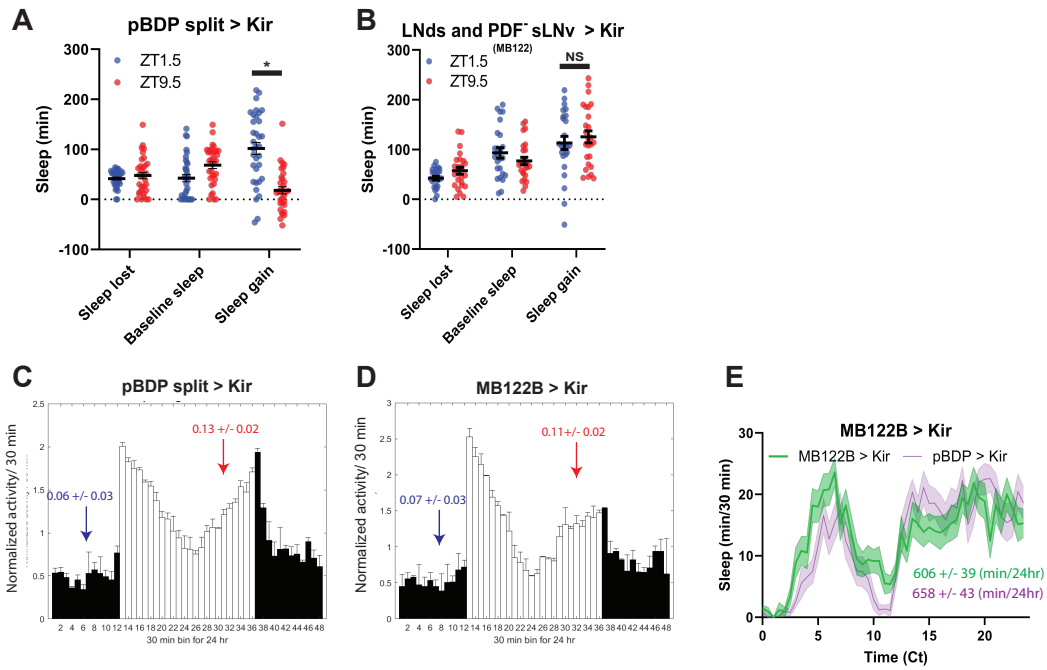 A
pBDP split > Kir
ZT1.5
ZT9.5
*
300
200
100
0
-100
Sleep (min)
Sleep lost
Baseline sleep
Sleep gain
B
LNds and PDF- sLNv > Kir
(MB122)
ZT1.5
ZT9.5
NS
300
200
100
0
-100
Sleep (min)
Sleep lost
Baseline sleep
Sleep gain
C
pBDP split > Kir
0.13 +/- 0.02
0.06 +/- 0.03
2.5
2
1.5
1
0.5
0
Normalized activity/ 30 min
2 4 6 8 10 12 14 16 18 20 22 24 26 28 30 32 34 36 38 40 42 44 46 48
30 min bin for 24 hr
D
MB122B > Kir
0.11+/- 0.02
0.07 +/- 0.03
3
2.5
2
1.5
1
0.5
0
Normalized activity/ 30 min
2 4 6 8 10 12 14 16 18 20 22 24 26 28 30 32 34 36 38 40 42 44 46 48
30 min bin for 24 hr
E
MB122B > Kir
MB122B > Kir
pBDP > Kir
30
20
10
0
Sleep (min/30 min)
606 +/- 39 (min/24hr)
658 +/- 43 (min/24hr)
0 5 10 15 20
Time (Ct)